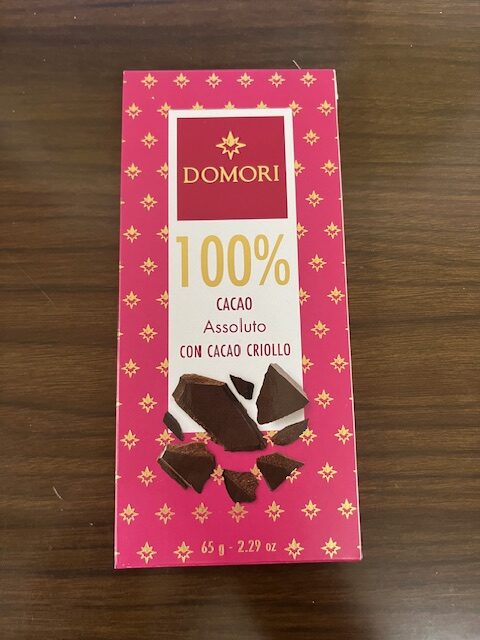 DOMORI
100%
CACAO
Assoluto
CON CACAO CRIOLLO
65 g - 2.29 oz